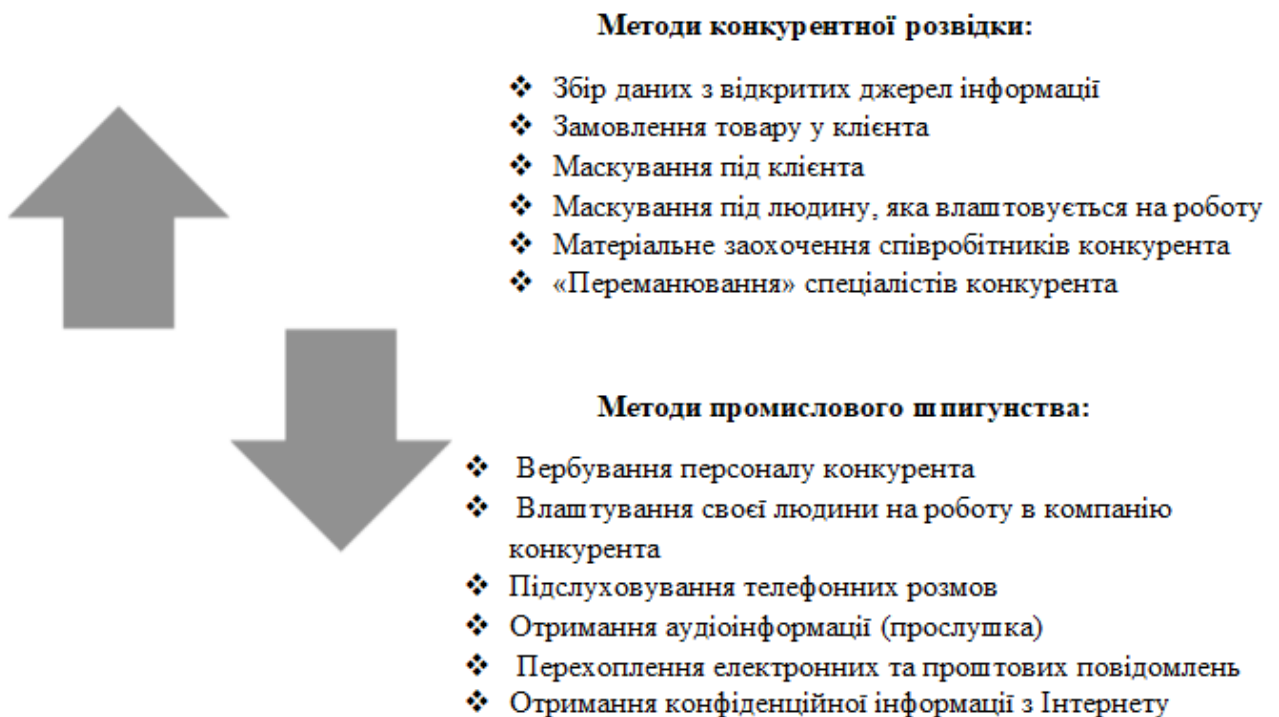 Методи конкурентної розвідки:
❖ Збір даних з відкритих джерел інформації
❖ Замовлення товару у клієнта
❖ Маскування під клієнта
❖ Маскування під людину, яка влаштовується на роботу
❖ Матеріальне заохочення співробітників конкурента
❖ «Переманювання» спеціалістів конкурента
Методи промислового шпигунства:
❖ Вербування персоналу конкурента
❖ Влаштування своєї людини на роботу в компанію
конкурента
❖ Підслуховування телефонних розмов
❖ Отримання аудіоінформації (прослушка)
❖ Перехоплення електронних та проштових повідомлень
❖ Отримання конфіденційної інформації з Інтернету